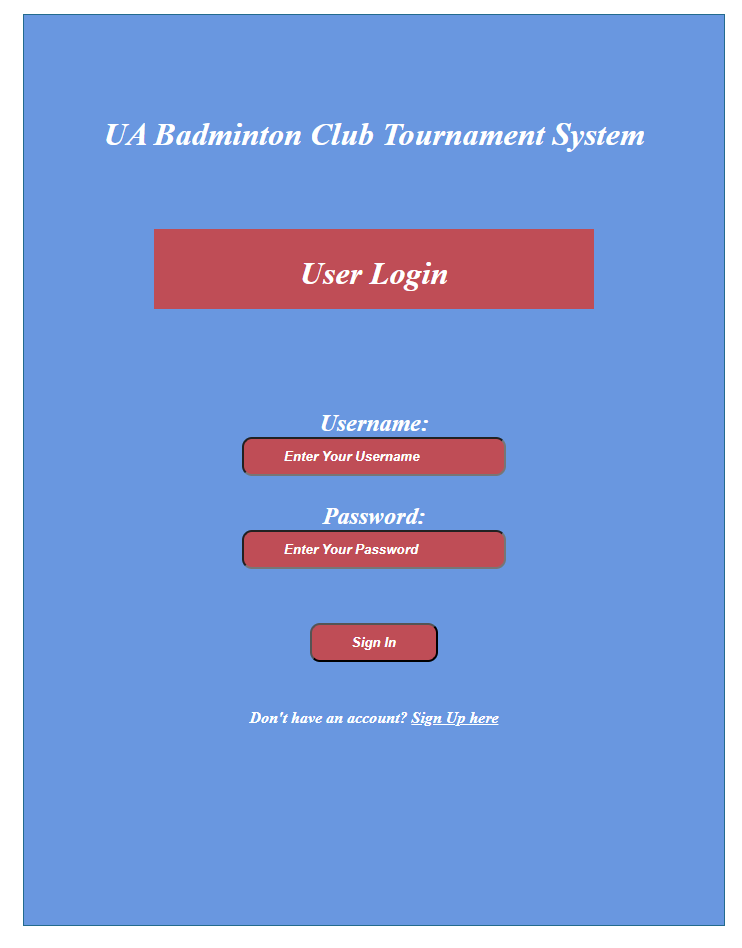 UA Badminton Club Tournament System
User Login
Username:
Enter Your Username
Password:
Enter Your Password
Sign In
Don't have an account? Sign Up here